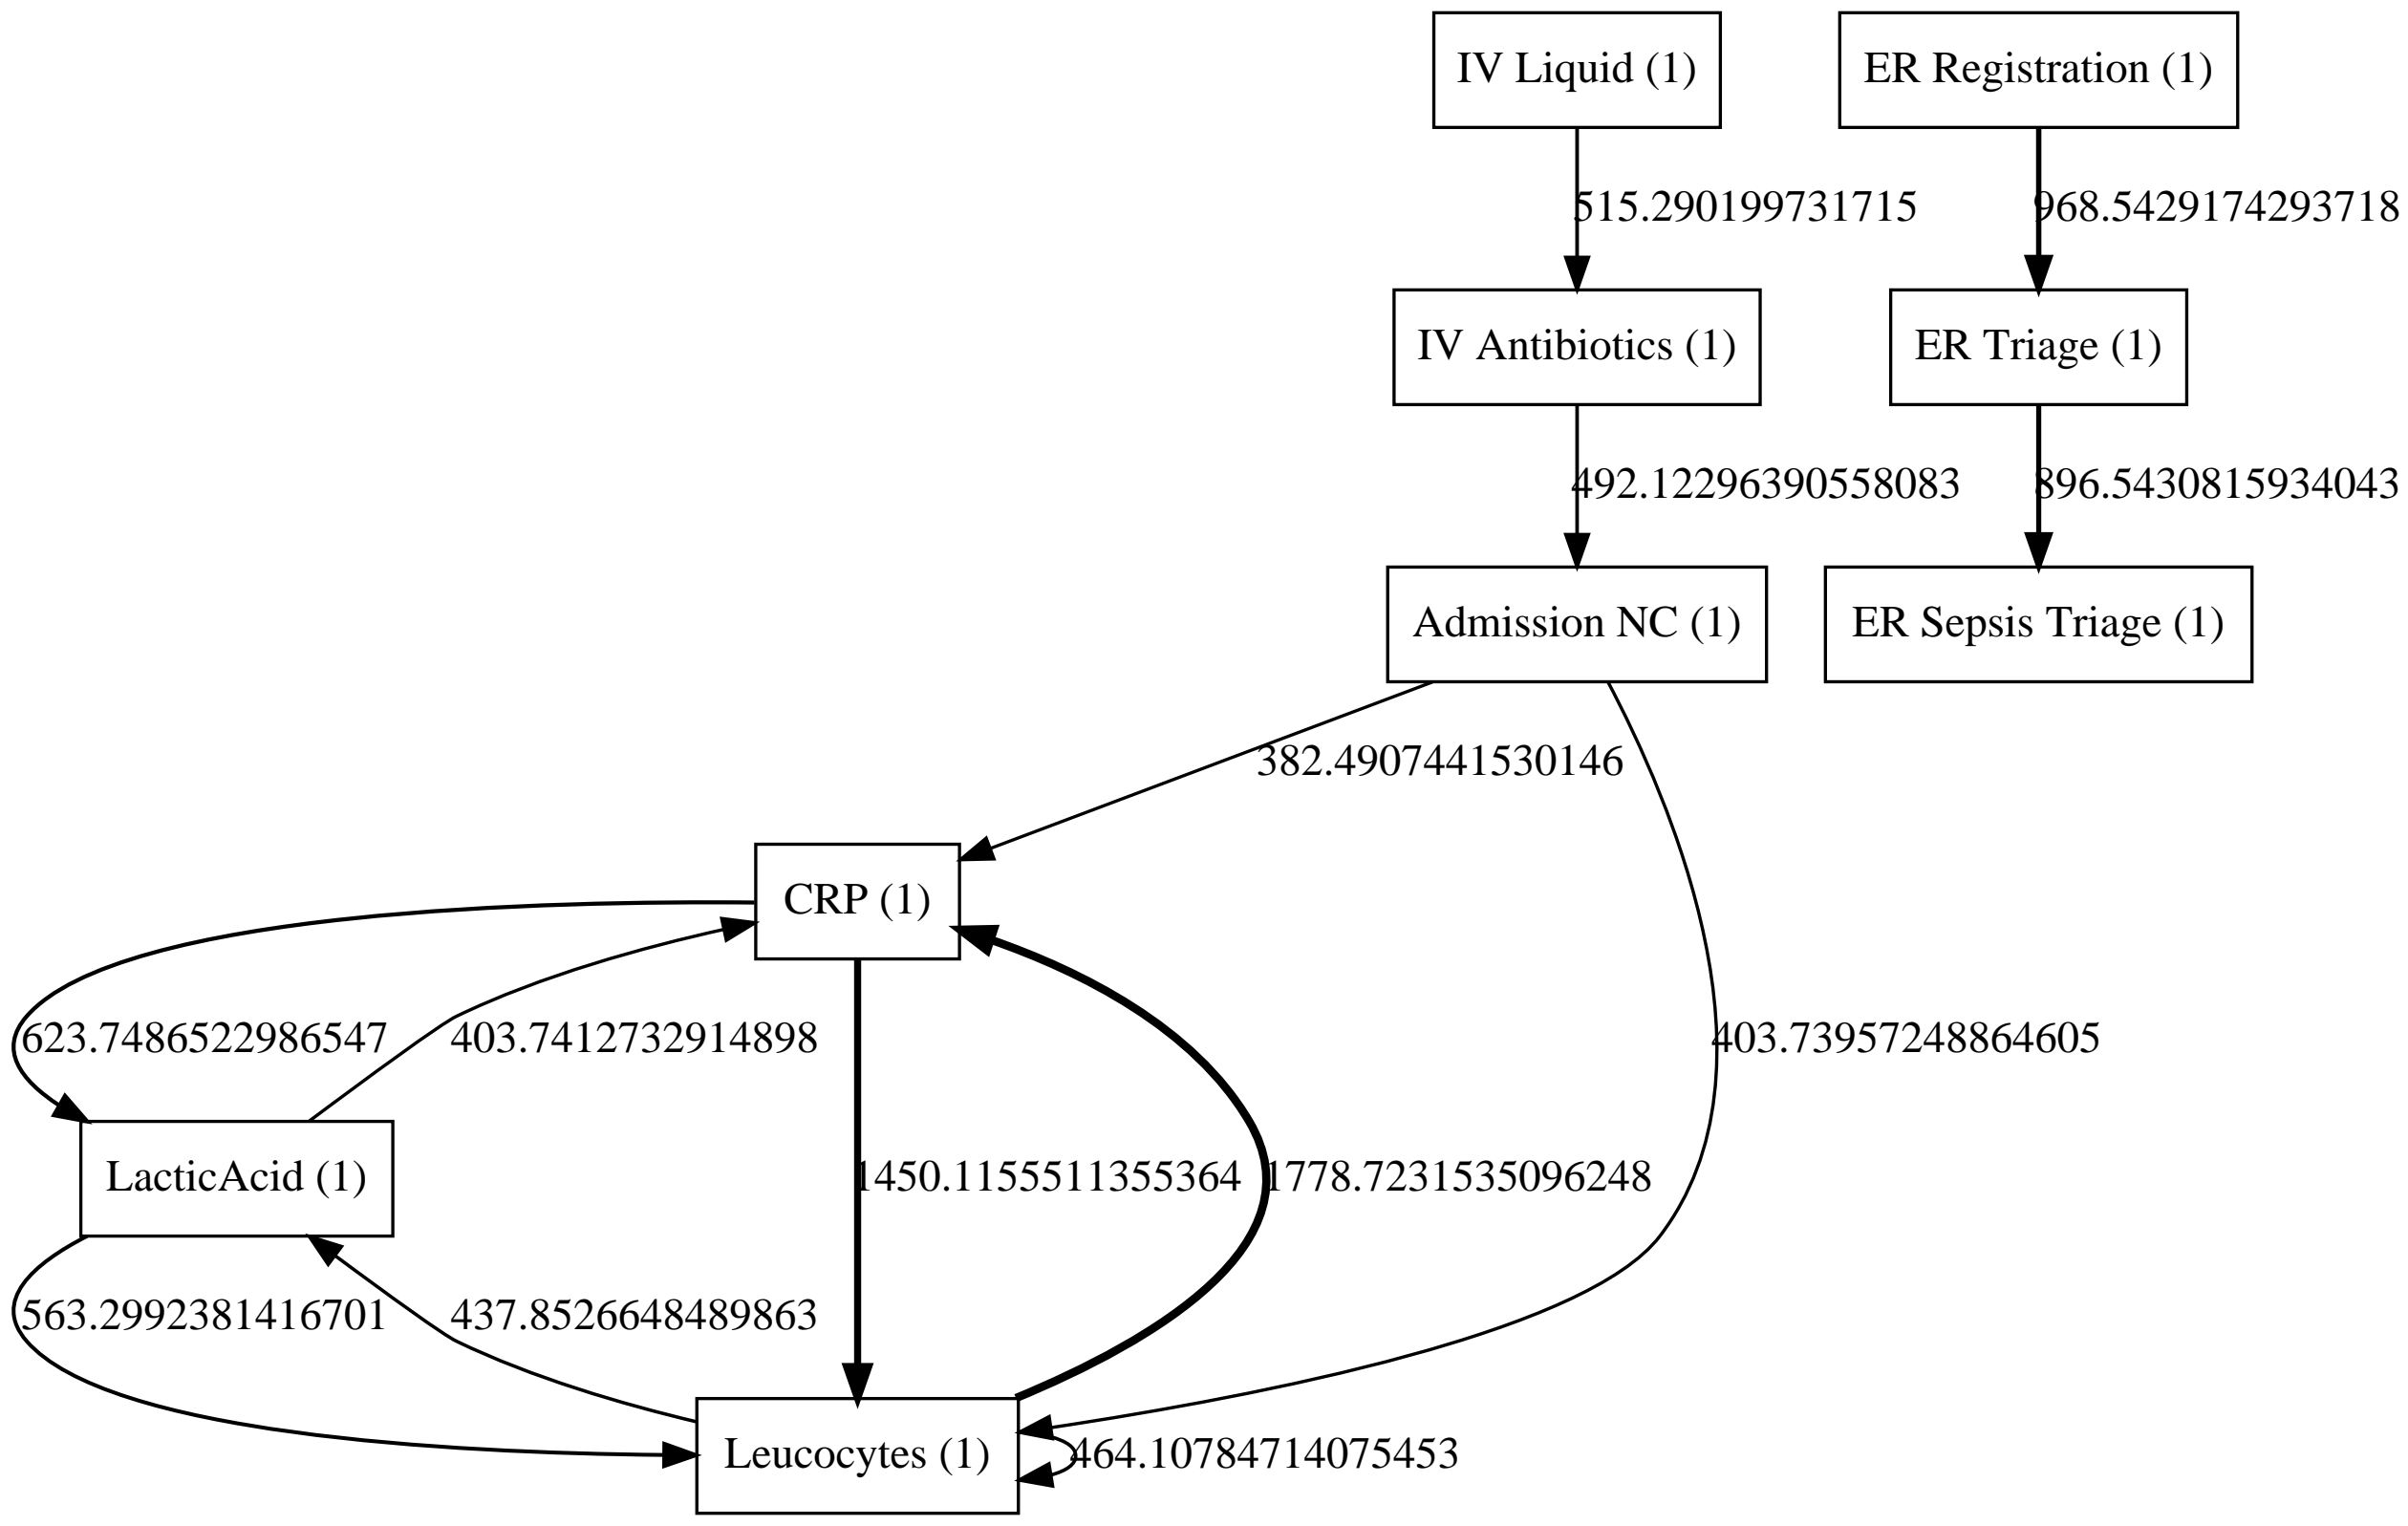 IV Liquid (1)
ER Registration (1)
515.290199731715
968.5429174293718
IV Antibiotics (1)
ER Triage (1)
492.12296390558083
896.5430815934043
Admission NC (1)
ER Sepsis Triage (1)
382.4907441530146
CRP (1)
623.7486522986547
403.7412732914898
403.73957248864605
LacticAcid (1)
1450.1155511355364
1778.7231535096248
563.2992381416701
437.8526648489863
Leucocytes (1)
464.10784714075453